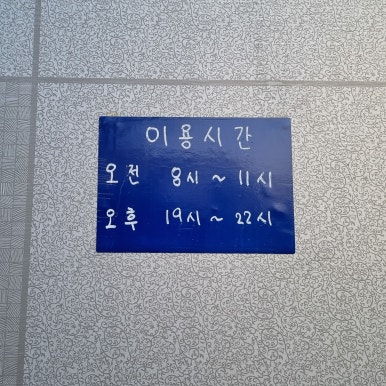 이용시간
오전 8시 ~ 11시
오후 19시 ~ 22시